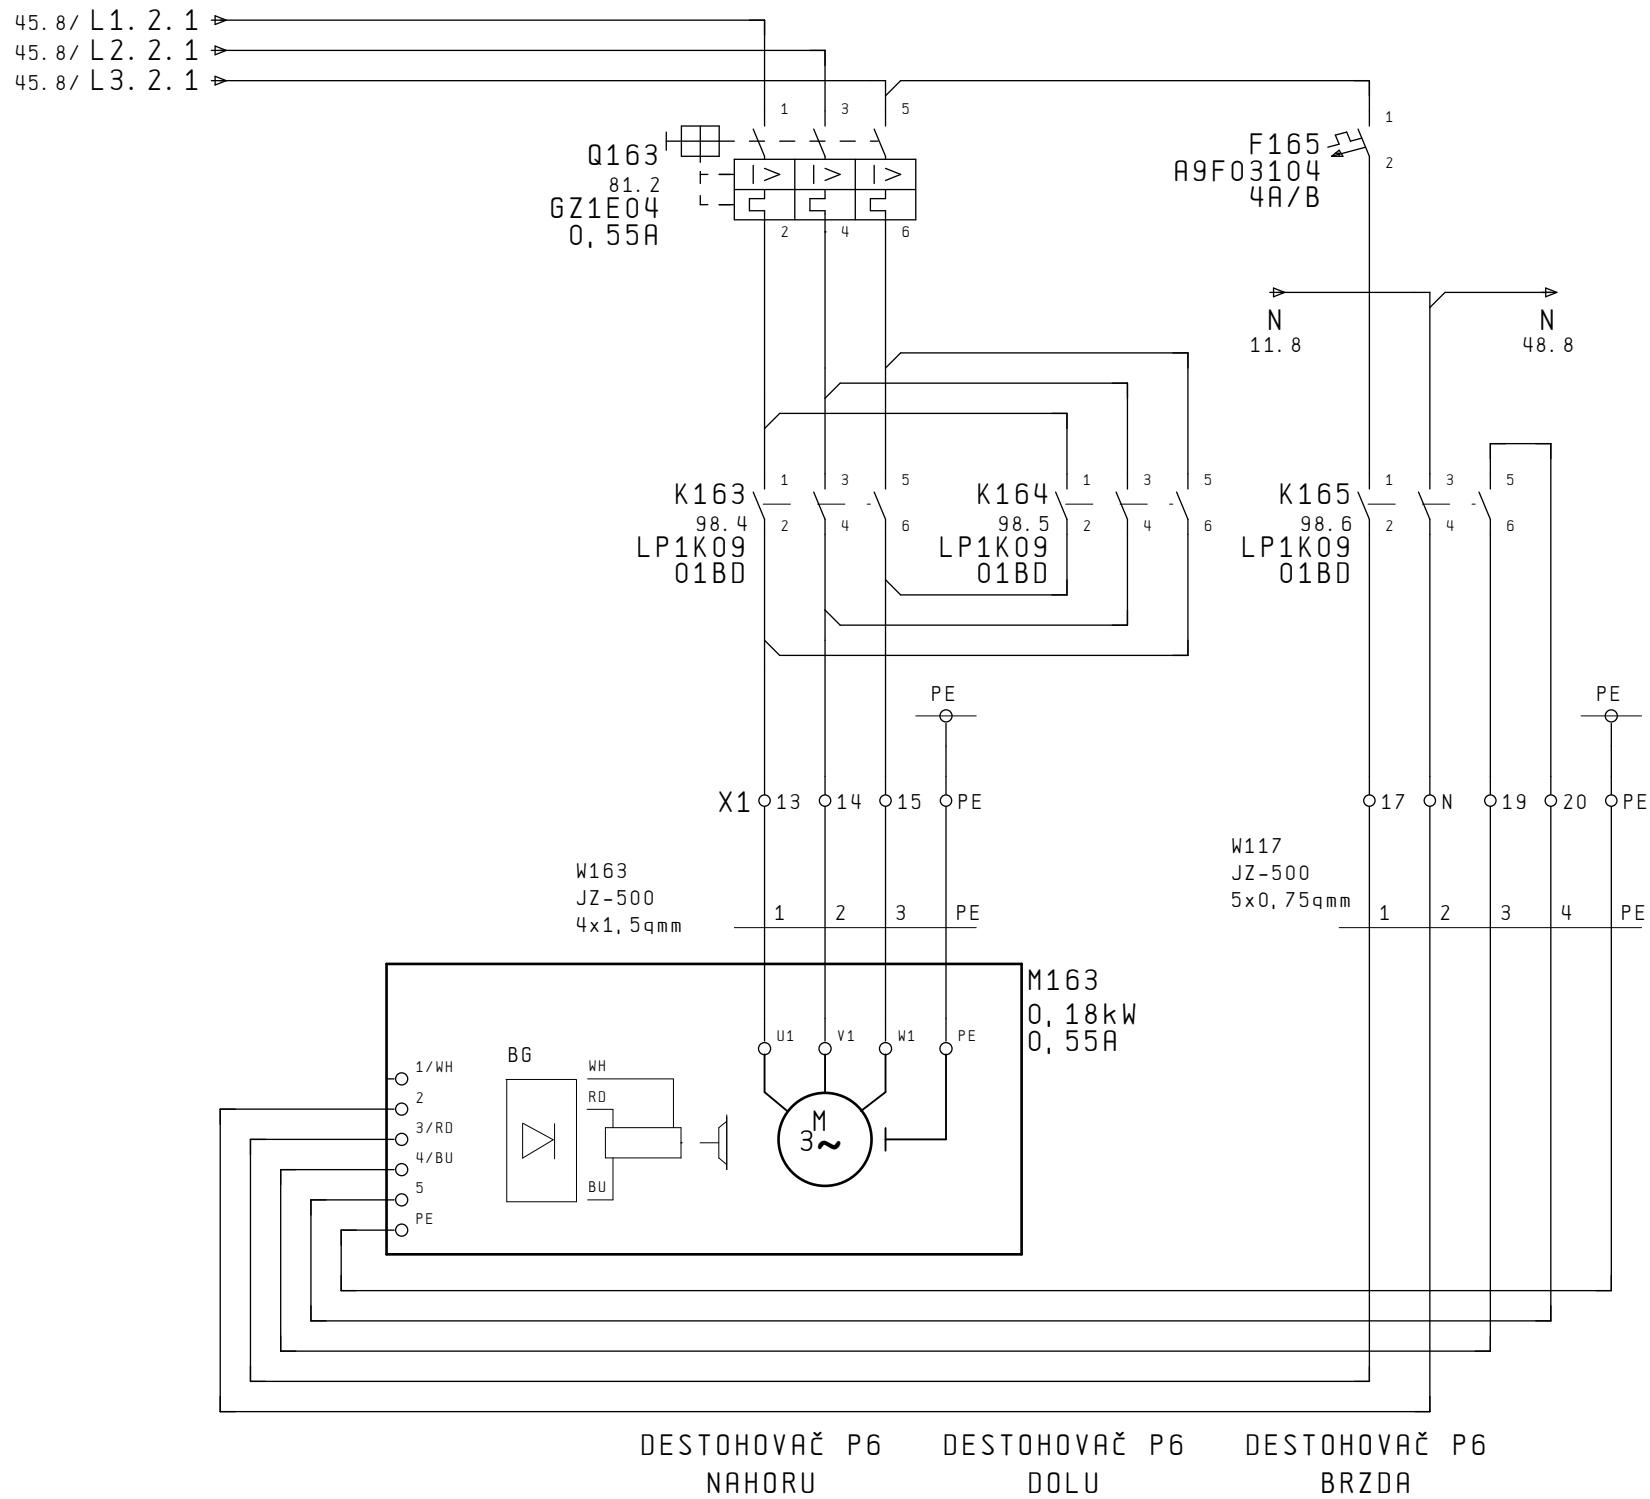 45.8/ L1.2.1
45.8/ L2.2.1
45.8/ L3.2.1
1 3 5
1
Q163
81.2
GZ1E04
0,55A
I> I> I>
2 4 6
F165
A9F03104
4A/B
2
N
11.8
N
48.8
K163
98.4
LP1K09
01BD
1 3 5
2 4 6
K164
98.5
LP1K09
01BD
1 3 5
2 4 6
K165
98.6
LP1K09
01BD
1 3 5
2 4 6
PE
PE
X1 13 14 15 PE
17 N 19 20 PE
W163
JZ-500
4x1,5qmm
1 2 3 PE
W117
JZ-500
5x0,75qmm
1 2 3 4 PE
M163
0,18kW
0,55A
U1 V1 W1 PE
BG
1/WH
2
3/RD
4/BU
5
PE
WH
RD
BU
M
3~
DESTOHOVAČ P6
NAHORU
DESTOHOVAČ P6
DOLU
DESTOHOVAČ P6
BRZDA